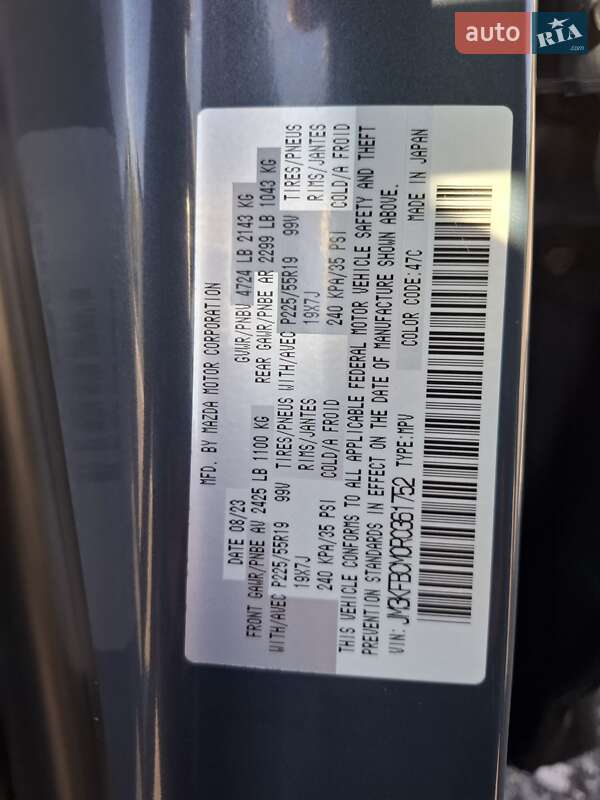 auto RIA.com
MFD. BY MAZDA MOTOR CORPORATION
DATE 08/23 GVWR/PNBV 4724 LB 2143 KG
FRONT GAWR/PNBE AV 2425 LB 1100 KG REAR GAWR/PNBE AR 2299 LB 1043 KG
WITH/AVEC P225/55R19 99V TIRES/PNEUS WITH/AVEC P225/55R19 99V TIRES/PNEUS
19X7J RIMS/JANTES 19X7J RIMS/JANTES
240 KPA/35 PSI COLD/A FROID 240 KPA/35 PSI COLD/A FROID
THIS VEHICLE CONFORMS TO ALL APPLICABLE FEDERAL MOTOR VEHICLE SAFETY AND THEFT
PREVENTION STANDARDS IN EFFECT ON THE DATE OF MANUFACTURE SHOWN ABOVE.
VIN: JM3KFBCM0R0361752 TYPE:MPV COLOR CODE: 47C MADE IN JAPAN